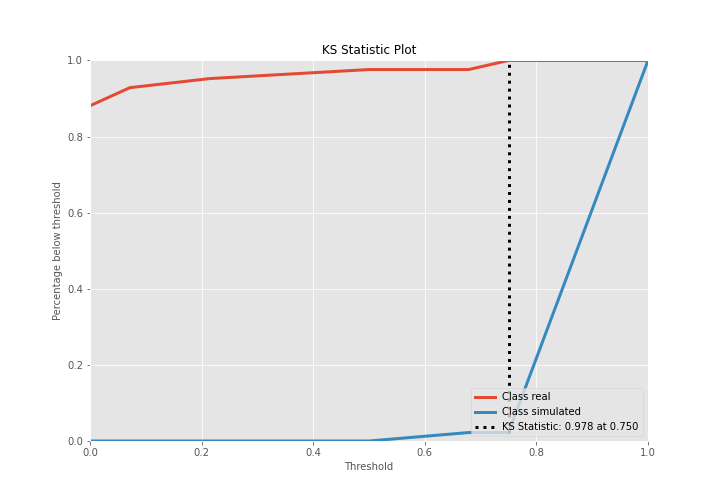 KS Statistic Plot
Percentage below threshold
1.0
0.8
0.6
0.4
0.2
0.0
0.0 0.2 0.4 0.6 0.8 1.0
Threshold
Class real
Class simulated
KS Statistic: 0.978 at 0.750